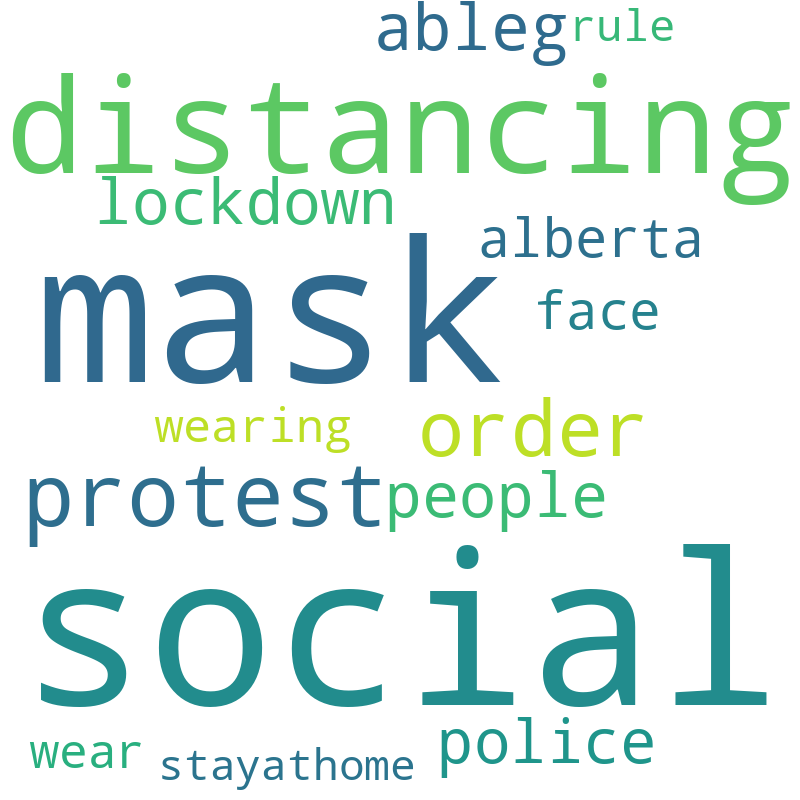 ableg rule
distancing
lockdown
alberta
mask
face
wearing order
protest people
social
wear stayathome police